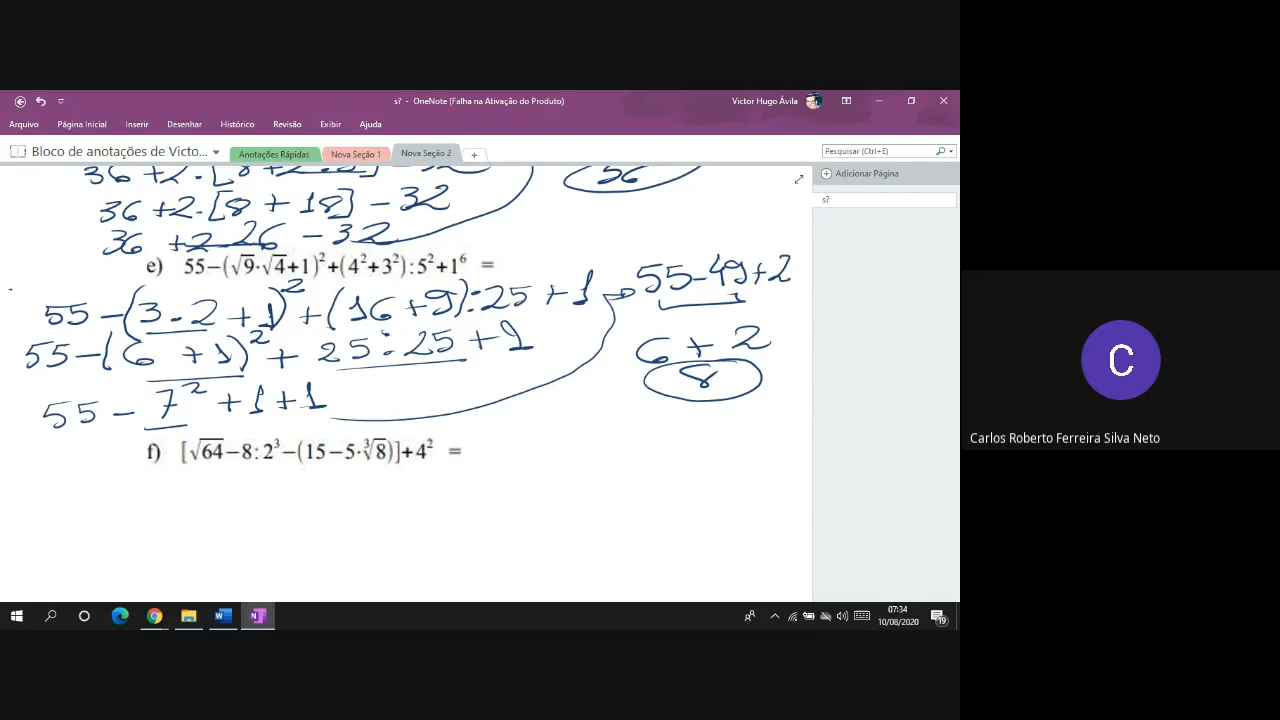 s? - OneNote (Falha na Ativação do Produto)
Victor Hugo Ávila
Arquivo Página Inicial Inserir Desenhar Histórico Revisão Exibir Ajuda
Bloco de anotações de Victo...
Anotações Rápidas
Nova Seção 1
Nova Seção 2
Pesquisar (Ctrl+E)
Adicionar Página
s?
56
36 +2.[8 + 18] - 32
36 +2 26 - 32
e) 55-(√9·√4+1)²+(4²+3²):5²+1⁶ =
55-(3.2 +1)²+(16+9):25 +1
55-(6 +1)² + 25:25 +1
55 - 7² +1+1
55-49+2
6+2
8
f) [√64-8:2³-(15-5·∛8)]+4² =
C
Carlos Roberto Ferreira Silva Neto
07:34
10/08/2020
19